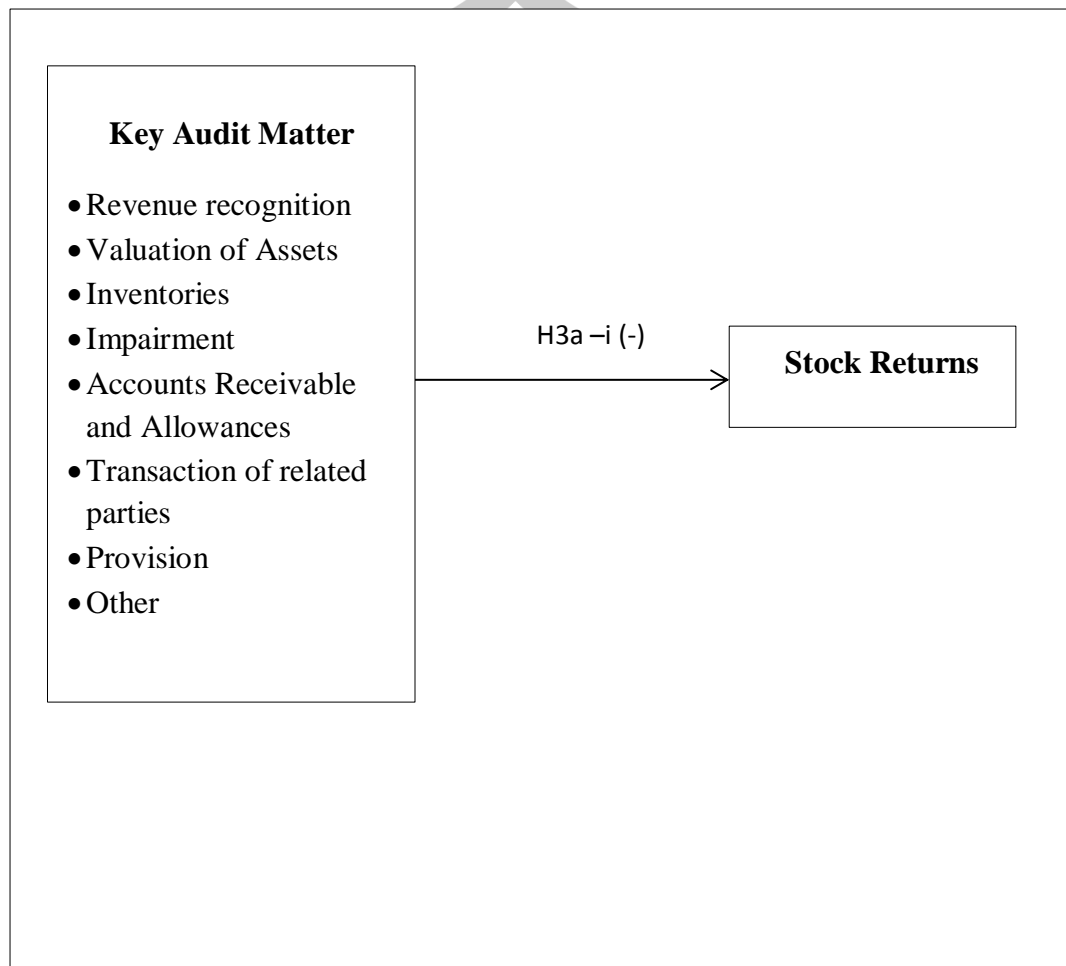 Key Audit Matter
• Revenue recognition
• Valuation of Assets
• Inventories
• Impairment
• Accounts Receivable
and Allowances
• Transaction of related
parties
• Provision
• Other
H3a –i (-)
Stock Returns